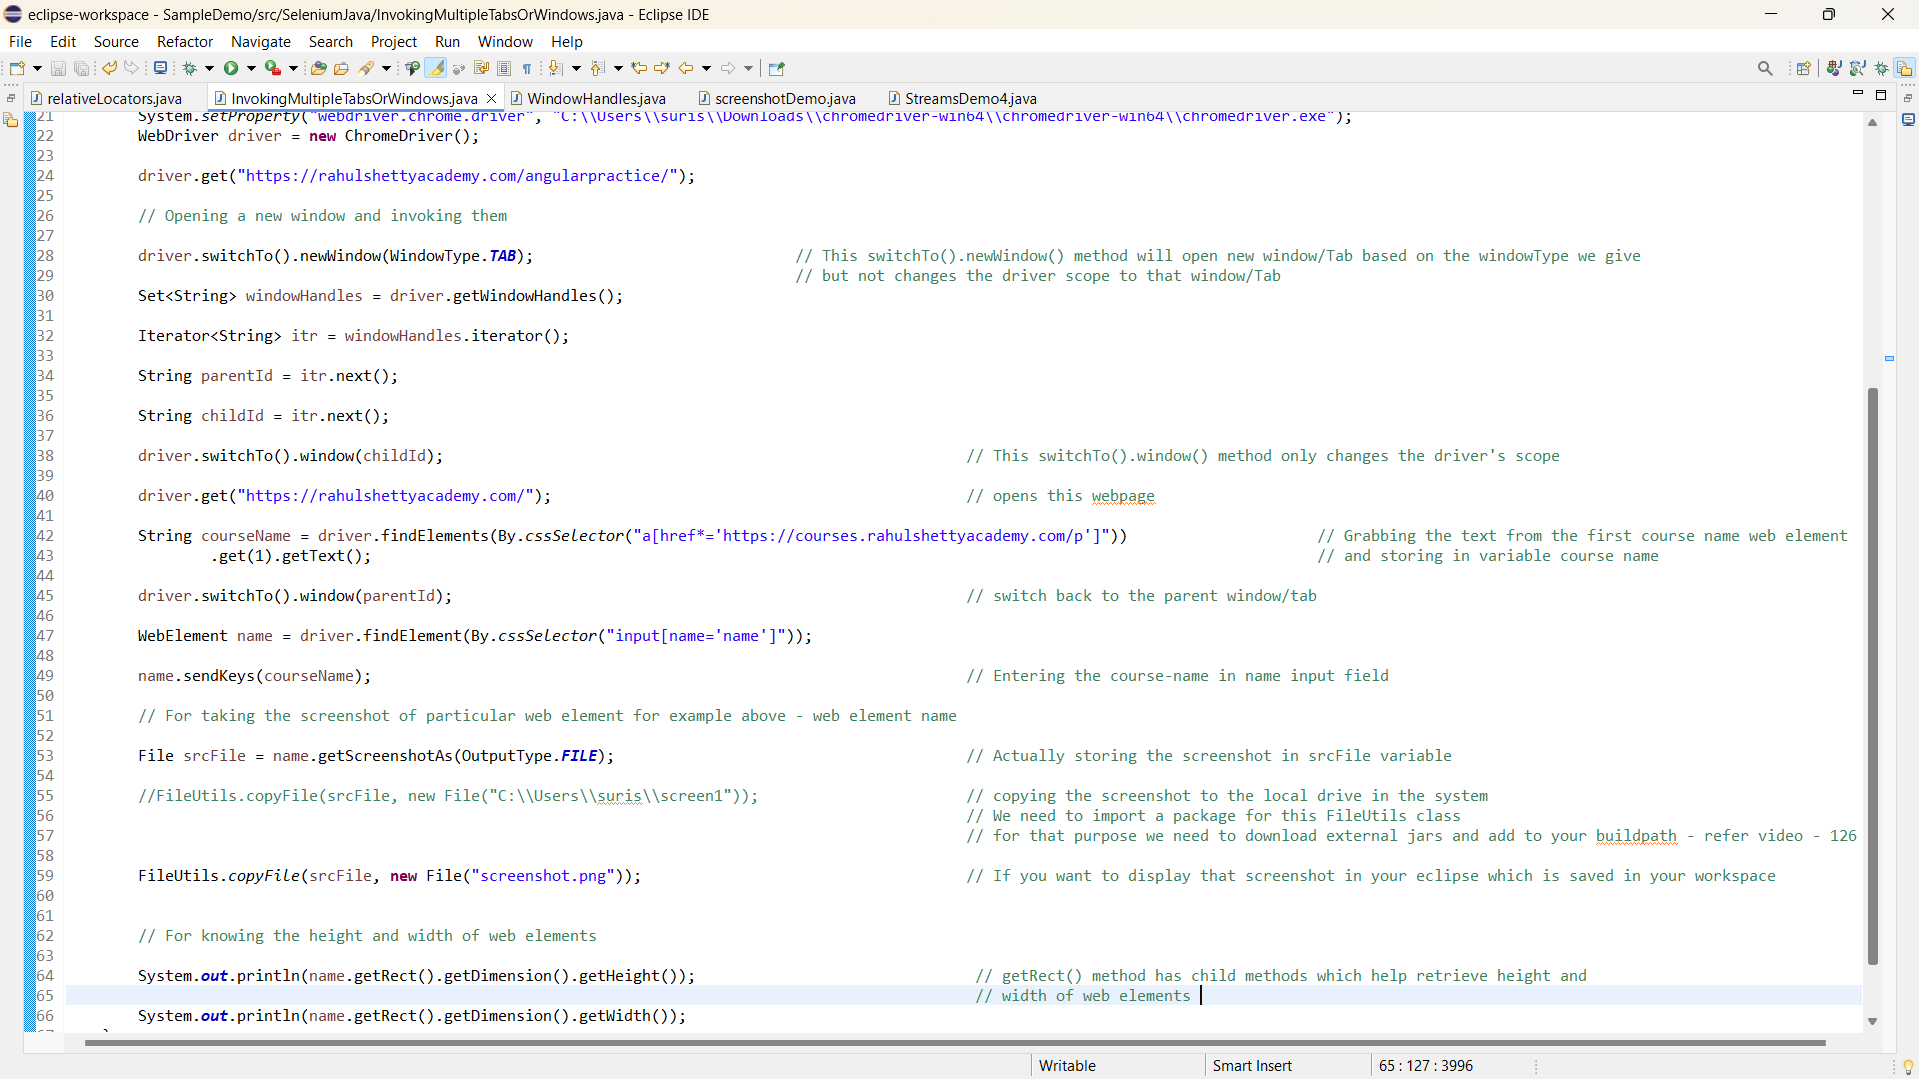 eclipse-workspace - SampleDemo/src/SeleniumJava/InvokingMultipleTabsOrWindows.java - Eclipse IDE
File Edit Source Refactor Navigate Search Project Run Window Help
relativeLocators.java InvokingMultipleTabsOrWindows.java WindowHandles.java screenshotDemo.java StreamsDemo4.java
21 System.setProperty("webdriver.chrome.driver", "C:\\Users\\suris\\Downloads\\chromedriver-win64\\chromedriver-win64\\chromedriver.exe");
22 WebDriver driver = new ChromeDriver();
23
24 driver.get("https://rahulshettyacademy.com/angularpractice/");
25
26 // Opening a new window and invoking them
27
28 driver.switchTo().newWindow(WindowType.TAB); // This switchTo().newWindow() method will open new window/Tab based on the windowType we give
29 // but not changes the driver scope to that window/Tab
30 Set<String> windowHandles = driver.getWindowHandles();
31
32 Iterator<String> itr = windowHandles.iterator();
33
34 String parentId = itr.next();
35
36 String childId = itr.next();
37
38 driver.switchTo().window(childId); // This switchTo().window() method only changes the driver's scope
39
40 driver.get("https://rahulshettyacademy.com/"); // opens this webpage
41
42 String courseName = driver.findElements(By.cssSelector("a[href*='https://courses.rahulshettyacademy.com/p']")) // Grabbing the text from the first course name web element
43 .get(1).getText(); // and storing in variable course name
44
45 driver.switchTo().window(parentId); // switch back to the parent window/tab
46
47 WebElement name = driver.findElement(By.cssSelector("input[name='name']"));
48
49 name.sendKeys(courseName); // Entering the course-name in name input field
50
51 // For taking the screenshot of particular web element for example above - web element name
52
53 File srcFile = name.getScreenshotAs(OutputType.FILE); // Actually storing the screenshot in srcFile variable
54
55 //FileUtils.copyFile(srcFile, new File("C:\\Users\\suris\\screen1")); // copying the screenshot to the local drive in the system
56 // We need to import a package for this FileUtils class
57 // for that purpose we need to download external jars and add to your buildpath - refer video - 126
58
59 FileUtils.copyFile(srcFile, new File("screenshot.png")); // If you want to display that screenshot in your eclipse which is saved in your workspace
60
61
62 // For knowing the height and width of web elements
63
64 System.out.println(name.getRect().getDimension().getHeight()); // getRect() method has child methods which help retrieve height and
65 // width of web elements
66 System.out.println(name.getRect().getDimension().getWidth());
Writable Smart Insert 65 : 127 : 3996